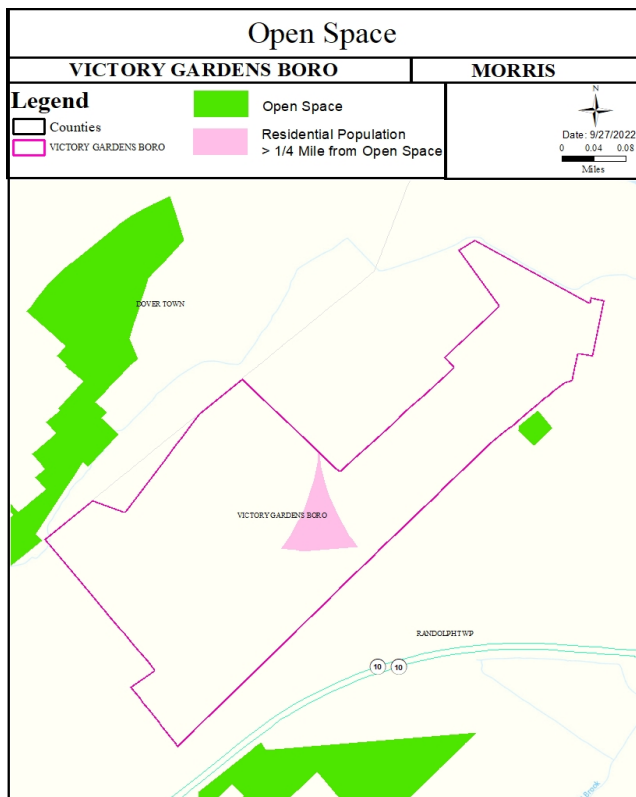 Open Space
VICTORY GARDENS BORO MORRIS
Legend
Counties
VICTORY GARDENS BORO
Open Space
Residential Population
> 1/4 Mile from Open Space
N
Date: 9/27/2022
0 0.04 0.08
Miles
DOVER TOWN
VICTORY GARDENS BORO
RANDOLPH TWP
10 10
Brook